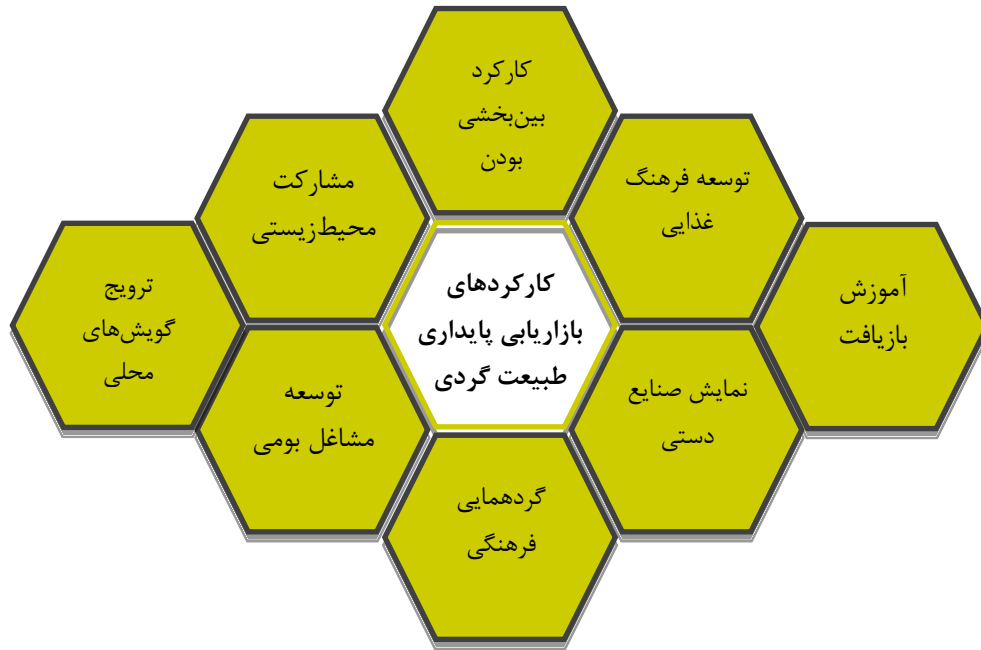 کارکرد
بین‌بخشی
بودن
توسعه فرهنگ
غذایی
مشارکت
محیط‌زیستی
آموزش
بازیافت
کارکردهای
بازاریابی پایداری
طبیعت گردی
ترویج
گویش‌های
محلی
نمایش صنایع
دستی
توسعه
مشاغل بومی
گردهمایی
فرهنگی